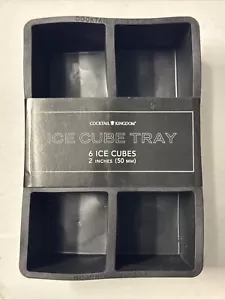 COCKTAIL KINGDOM®
ICE CUBE TRAY
6 ICE CUBES
2 INCHES (50 MM)